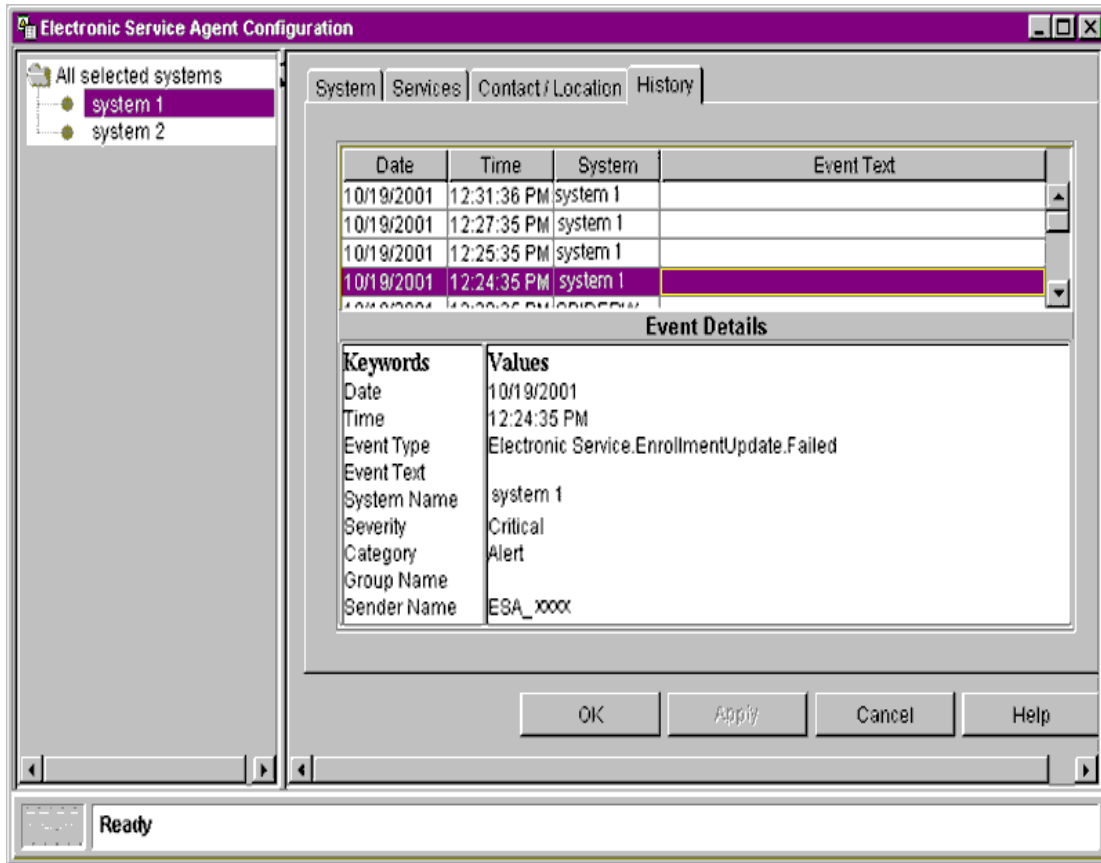 Electronic Service Agent Configuration
All selected systems
system 1
system 2
System Services Contact / Location History
Date Time System Event Text
10/19/2001 12:31:36 PM system 1
10/19/2001 12:27:35 PM system 1
10/19/2001 12:25:35 PM system 1
10/19/2001 12:24:35 PM system 1
Event Details
Keywords Values
Date 10/19/2001
Time 12:24:35 PM
Event Type Electronic Service.EnrollmentUpdate.Failed
Event Text
System Name system 1
Severity Critical
Category Alert
Group Name
Sender Name ESA_xxxx
OK Apply Cancel Help
Ready